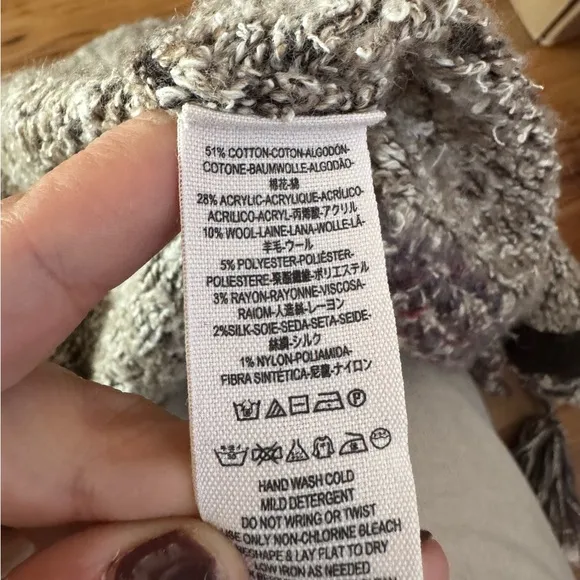 51% COTTON-COTON-ALGODÓN-
COTONE-BAUMWOLLE-ALGODÃO-
棉花-綿
28% ACRYLIC-ACRYLIQUE-ACRÍLICO-
ACRILICO-ACRYL-丙烯酸-アクリル
10% WOOL-LAINE-LANA-WOLLE-LÃ-
羊毛-ウール
5% POLYESTER-POLIÉSTER-
POLIESTERE-聚酯纖維-ポリエステル
3% RAYON-RAYONNE-VISCOSA-
RAIOM-人造絲-レーヨン
2%SILK-SOIE-SEDA-SETA-SEIDE-
絲綢-シルク
1% NYLON-POLIAMIDA-
FIBRA SINTÉTICA-尼龍-ナイロン
P
HAND WASH COLD
MILD DETERGENT
DO NOT WRING OR TWIST
USE ONLY NON-CHLORINE BLEACH
RESHAPE & LAY FLAT TO DRY
LOW IRON AS NEEDED